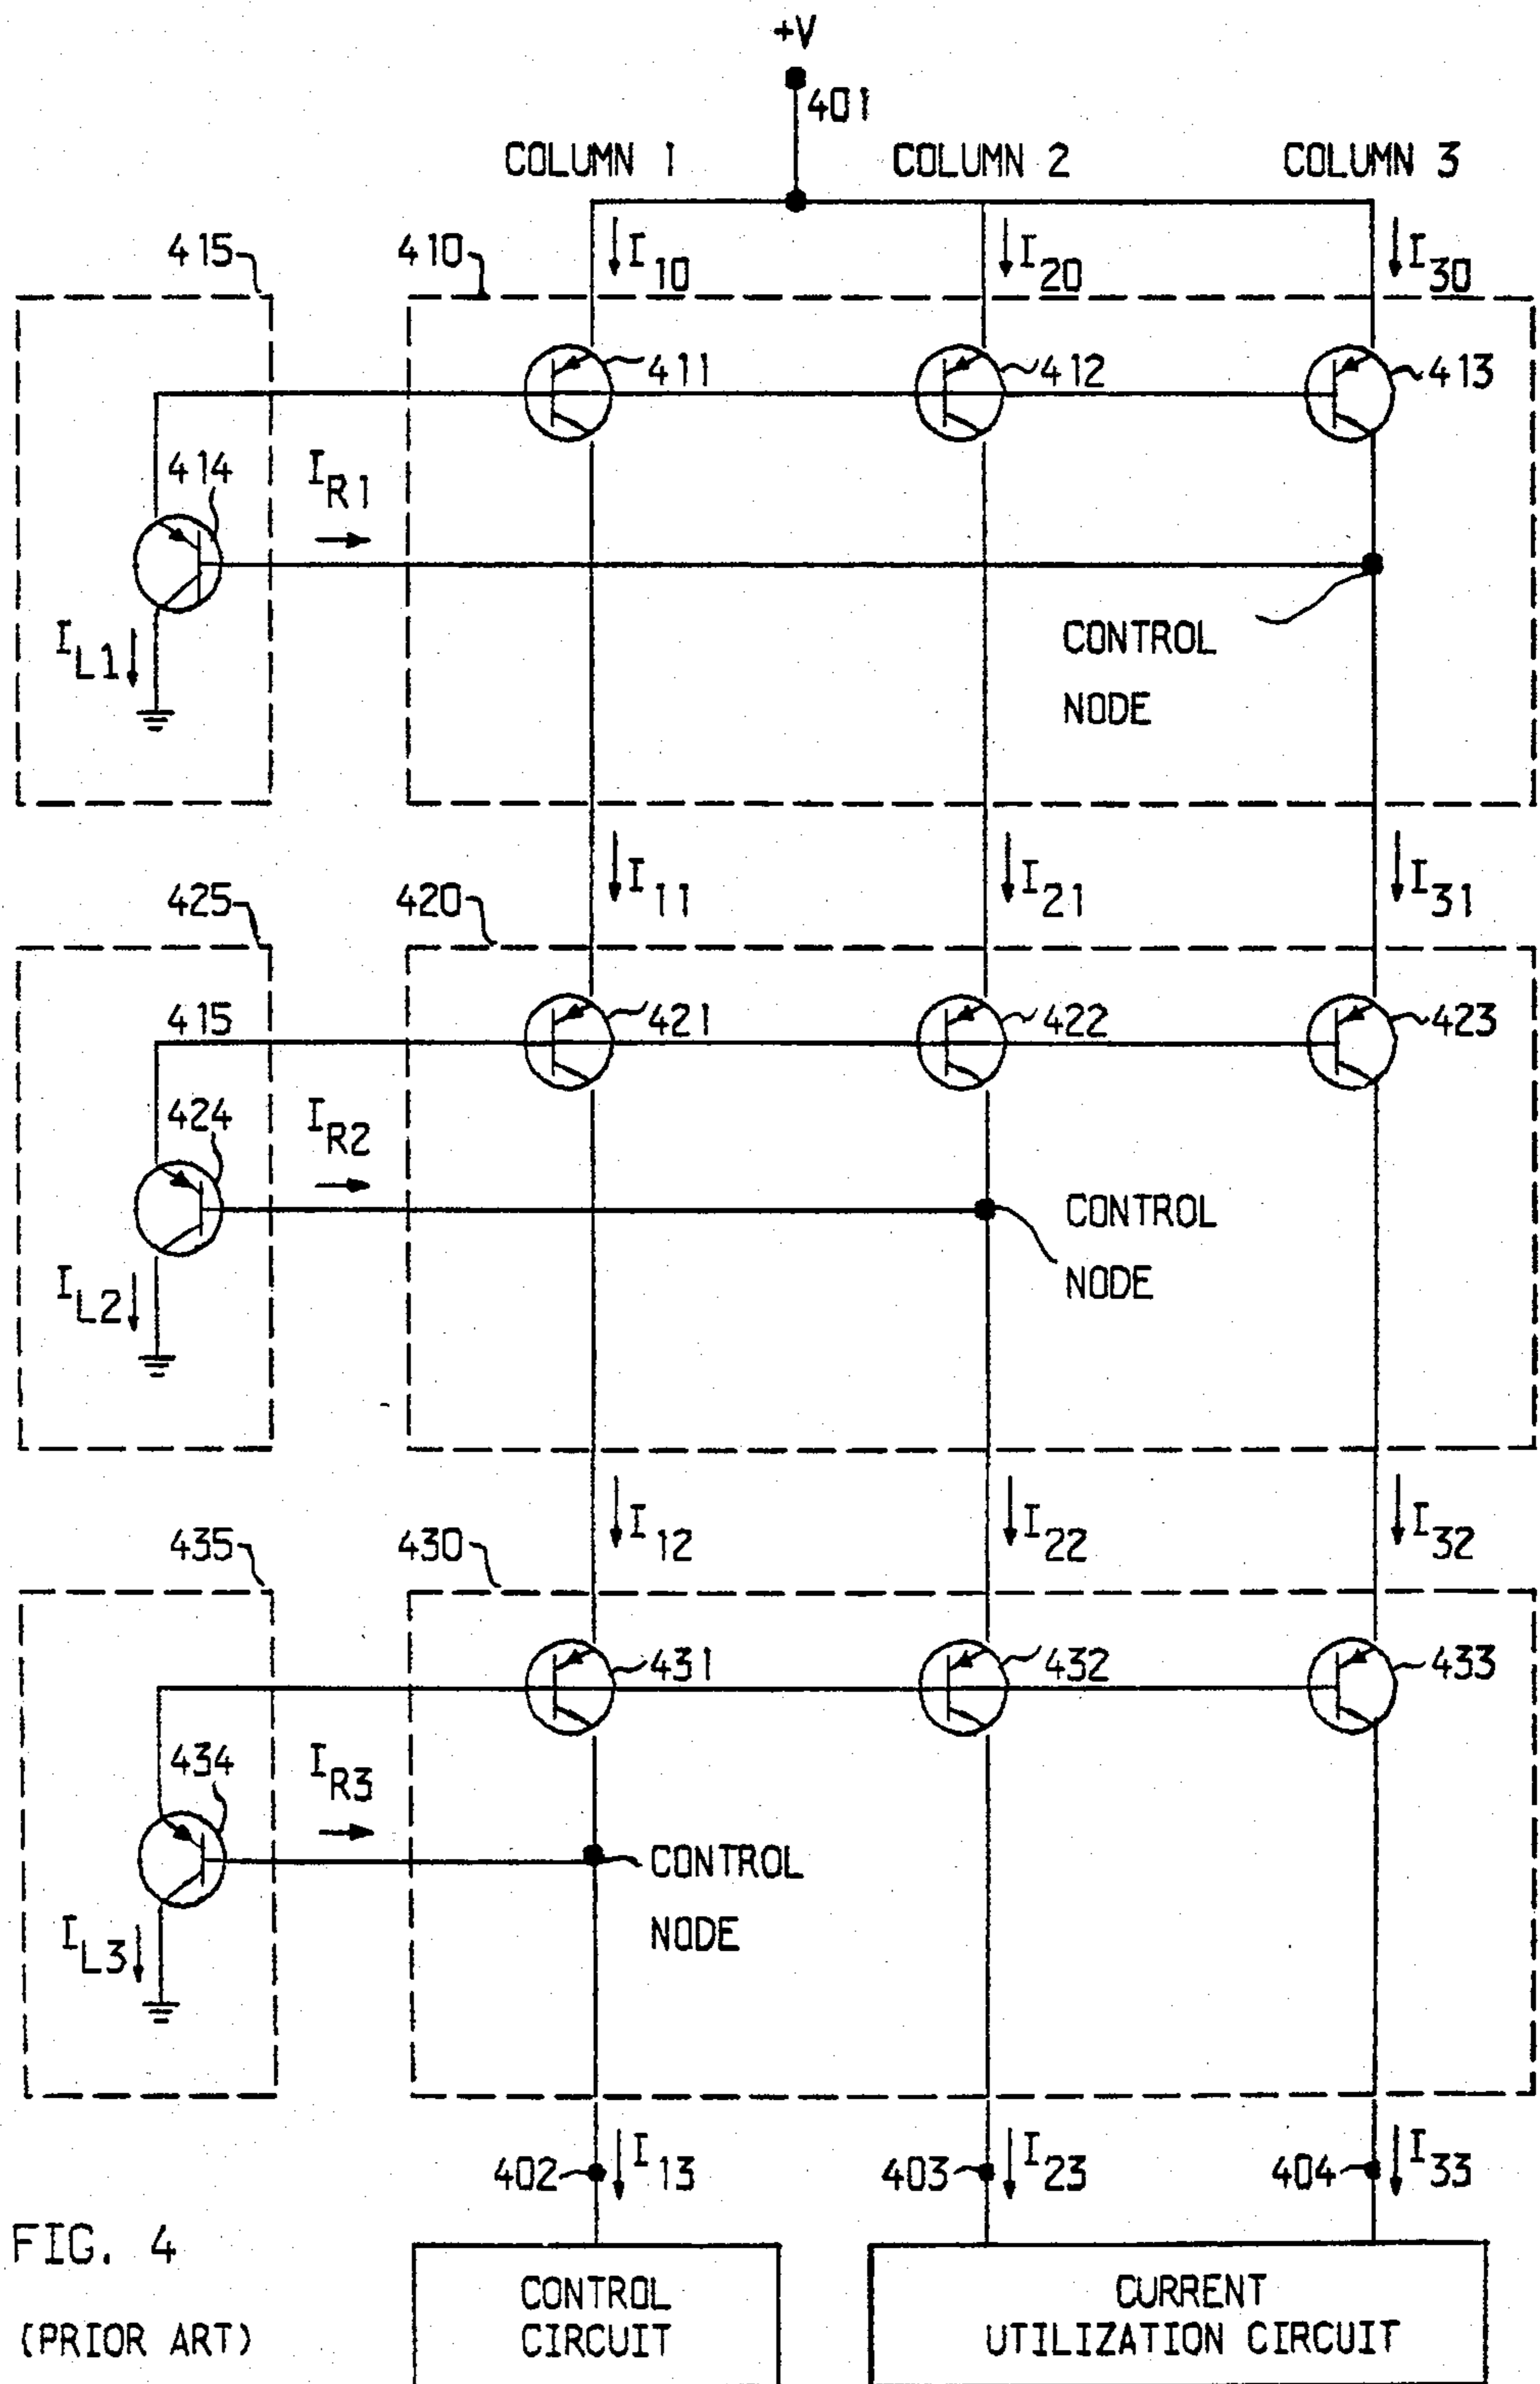 +V
401
COLUMN 1 COLUMN 2 COLUMN 3
I10 I20 I30
415 410
411 412 413
414 IR1
IL1
CONTROL
NODE
I11 I21 I31
425 420
415 421 422 423
424 IR2
CONTROL
NODE
IL2
I12 I22 I32
435 430
431 432 433
434 IR3
CONTROL
NODE
IL3
402 I13 403 I23 404 I33
FIG. 4
(PRIOR ART)
CONTROL
CIRCUIT
CURRENT
UTILIZATION CIRCUIT